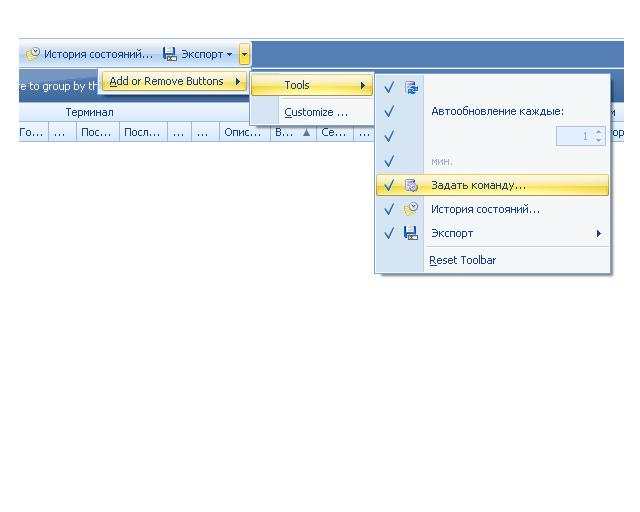 История состояний... Экспорт
re to group by th
Add or Remove Buttons
Tools
Customize ...
Автообновление каждые:
1
мин.
Задать команду...
История состояний...
Экспорт
Reset Toolbar
Терминал
Го... ... Пос... Посл... ... ... Опис... В... Се... ...